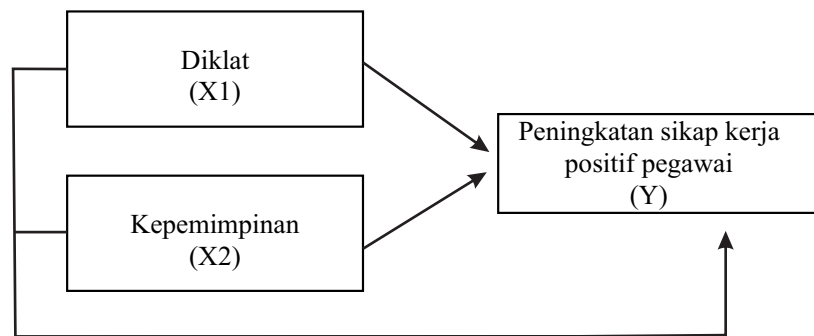 Diklat
(X1)
Kepemimpinan
(X2)
Peningkatan sikap kerja
positif pegawai
(Y)